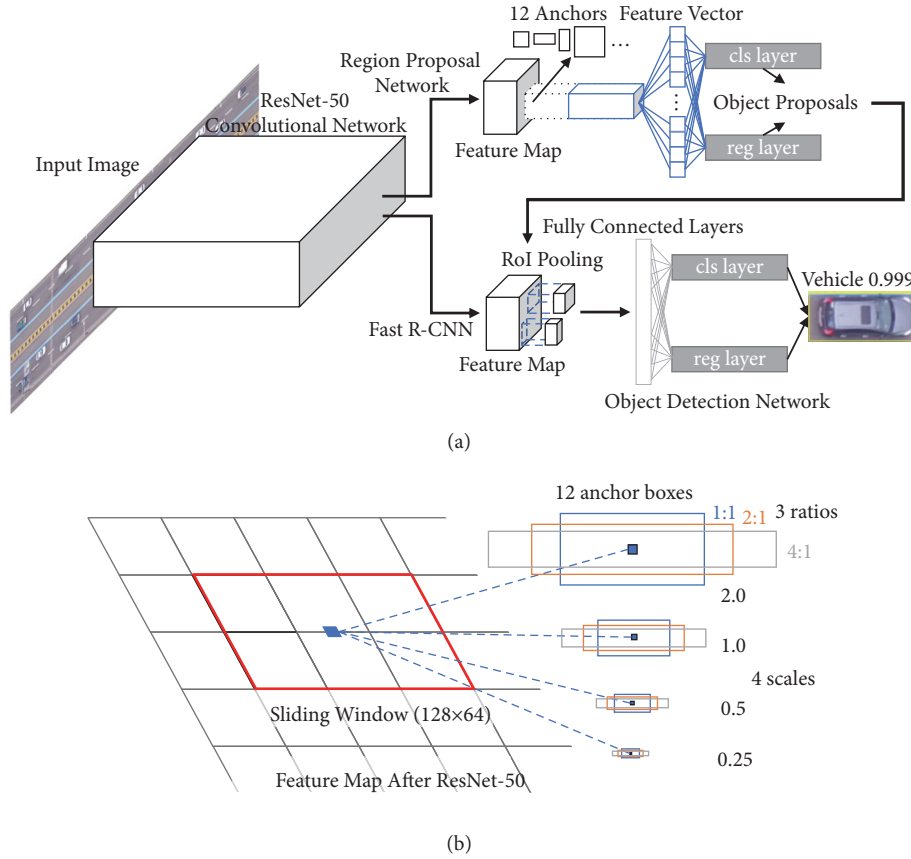 12 Anchors
Feature Vector
...
Region Proposal
Network
cls layer
ResNet-50
Convolutional Network
Object Proposals
Input Image
Feature Map
reg layer
Fully Connected Layers
RoI Pooling
cls layer
Vehicle 0.999
Fast R-CNN
Feature Map
reg layer
Object Detection Network
(a)
12 anchor boxes
1:1 2:1 3 ratios
4:1
2.0
1.0
4 scales
Sliding Window (128×64)
0.5
0.25
Feature Map After ResNet-50
(b)